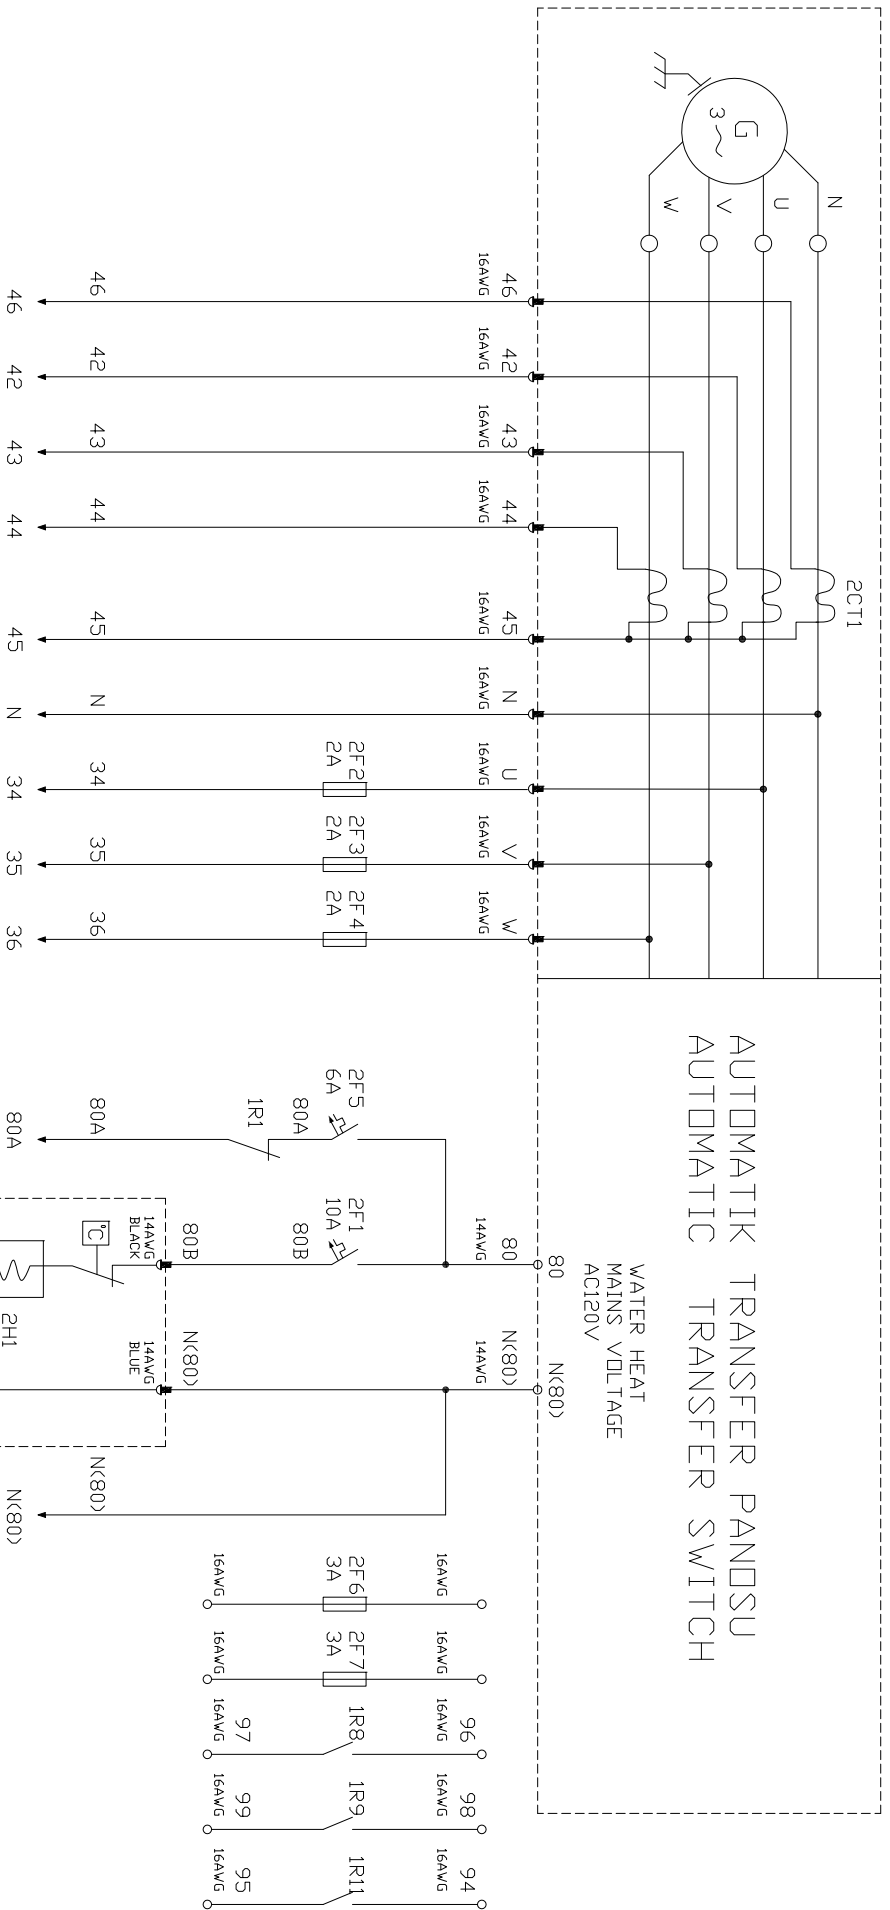 G
3~
N
U
V
W
2CT1
46
16AWG
42
16AWG
43
16AWG
44
16AWG
45
16AWG
N
16AWG
U
16AWG
V
16AWG
W
16AWG
2F2
2A
2F3
2A
2F4
2A
46
42
43
44
45
N
34
35
36
46
42
43
44
45
N
34
35
36
AUTOMATIK TRANSFER PANOSU
AUTOMATIC TRANSFER SWITCH
WATER HEAT
MAINS VOLTAGE
AC120V
80
N(80)
80
14AWG
N(80)
14AWG
2F5
6A
2F1
10A
80A
80B
1R1
80B
14AWG
BLACK
N(80)
14AWG
BLUE
°C
2H1
80A
N(80)
80A
N(80)
16AWG
2F6
3A
16AWG
16AWG
2F7
3A
16AWG
96
16AWG
1R8
97
16AWG
98
16AWG
1R9
99
16AWG
94
16AWG
1R11
95
16AWG